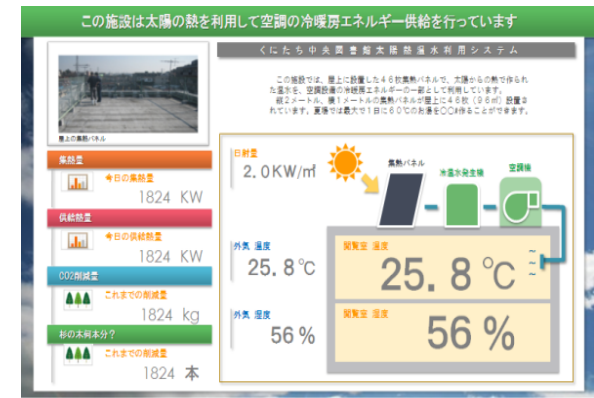 この施設は太陽の熱を利用して空調の冷暖房エネルギー供給を行っています
くにたち中央図書館太陽熱温水利用システム
この施設では、屋上に設置した46枚集熱パネルで、太陽からの熱で作られ
た温水を、空調設備の冷暖房エネルギーの一部として利用しています。
縦2メートル、横1メートルの集熱パネルが屋上に46枚(96㎡)設置さ
れています。夏場では最大で1日に60℃のお湯を〇〇ℓ作ることができます。
屋上の集熱パネル
集熱量
今日の集熱量
1824 KW
供給熱量
今日の供給熱量
1824 KW
CO2削減量
これまでの削減量
1824 kg
杉の木何本分?
これまでの削減量
1824 本
日射量
2.0KW/㎡
集熱パネル
冷温水発生機
空調機
外気 温度
25.8℃
閲覧室 温度
25.8℃
外気 湿度
56%
閲覧室 湿度
56%